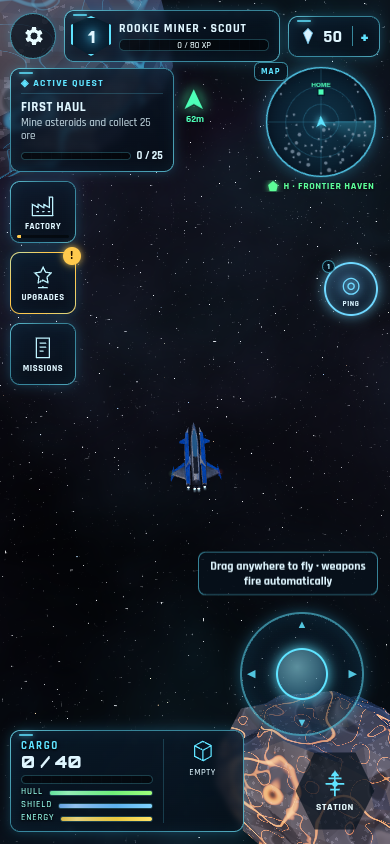 1
ROOKIE MINER · SCOUT
0 / 80 XP
50
+
ACTIVE QUEST
FIRST HAUL
Mine asteroids and collect 25
ore
0 / 25
62m
MAP
HOME
H · FRONTIER HAVEN
FACTORY
!
UPGRADES
1
PING
MISSIONS
Drag anywhere to fly · weapons
fire automatically
CARGO
0 / 40
EMPTY
HULL
SHIELD
ENERGY
STATION